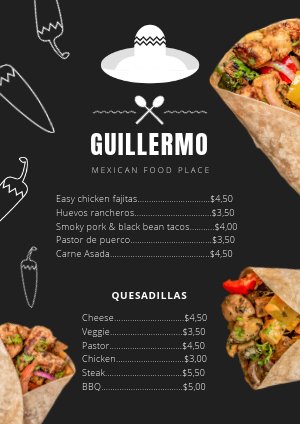 GUILLERMO
MEXICAN FOOD PLACE
Easy chicken fajitas............................$4,50
Huevos rancheros..............................$3,50
Smoky pork & black bean tacos..........$4,00
Pastor de puerco...............................$3,50
Carne Asada.....................................$4,50
QUESADILLAS
Cheese...........................$4,50
Veggie............................$3,50
Pastor.............................$4,50
Chicken..........................$3,00
Steak..............................$5,50
BBQ................................$5,00